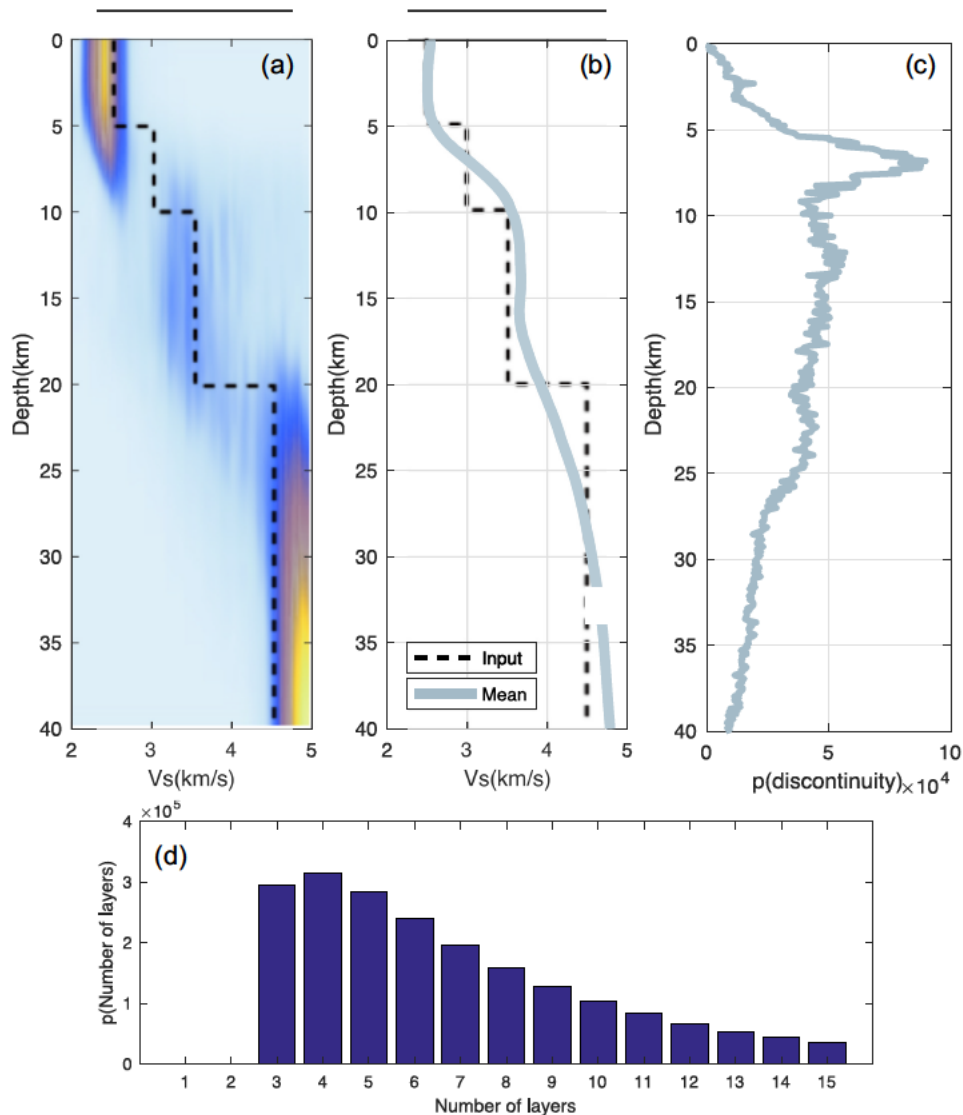 (a)
0
5
10
15
20
25
30
35
40
Depth(km)
2 3 4 5
Vs(km/s)
(b)
0
5
10
15
20
25
30
35
40
Depth(km)
Input
Mean
2 3 4 5
Vs(km/s)
(c)
0
5
10
15
20
25
30
35
40
Depth(km)
0 5 10
p(discontinuity) ×10⁴
(d)
×10⁵
4
3
2
1
0
p(Number of layers)
1 2 3 4 5 6 7 8 9 10 11 12 13 14 15
Number of layers